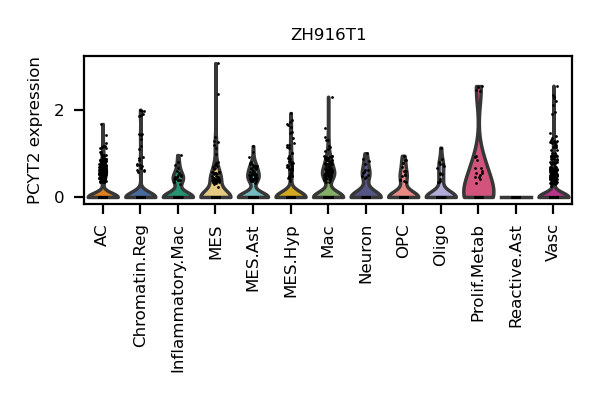 ZH916T1
PCYT2 expression
2
0
AC
Chromatin.Reg
Inflammatory.Mac
MES
MES.Ast
MES.Hyp
Mac
Neuron
OPC
Oligo
Prolif.Metab
Reactive.Ast
Vasc